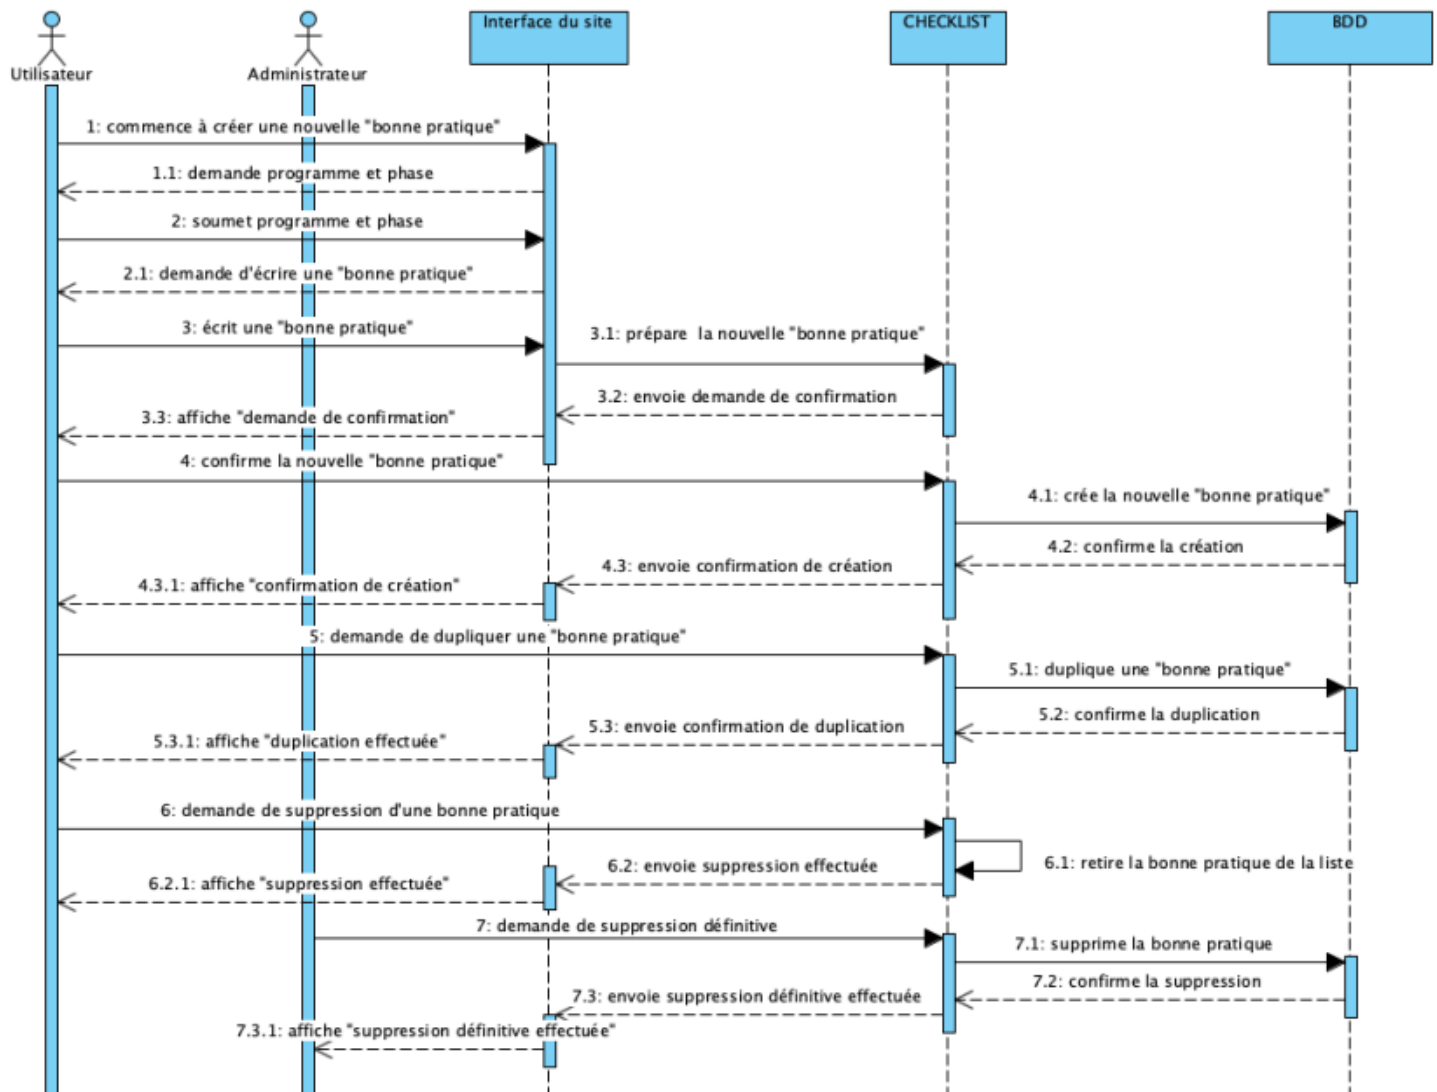 Interface du site
CHECKLIST
BDD
Utilisateur
Administrateur
1: commence à créer une nouvelle "bonne pratique"
1.1: demande programme et phase
2: soumet programme et phase
2.1: demande d'écrire une "bonne pratique"
3: écrit une "bonne pratique"
3.1: prépare  la nouvelle "bonne pratique"
3.2: envoie demande de confirmation
3.3: affiche "demande de confirmation"
4: confirme la nouvelle "bonne pratique"
4.1: crée la nouvelle "bonne pratique"
4.2: confirme la création
4.3: envoie confirmation de création
4.3.1: affiche "confirmation de création"
5: demande de dupliquer une "bonne pratique"
5.1: duplique une "bonne pratique"
5.2: confirme la duplication
5.3: envoie confirmation de duplication
5.3.1: affiche "duplication effectuée"
6: demande de suppression d'une bonne pratique
6.1: retire la bonne pratique de la liste
6.2: envoie suppression effectuée
6.2.1: affiche "suppression effectuée"
7: demande de suppression définitive
7.1: supprime la bonne pratique
7.2: confirme la suppression
7.3: envoie suppression définitive effectuée
7.3.1: affiche "suppression définitive effectuée"